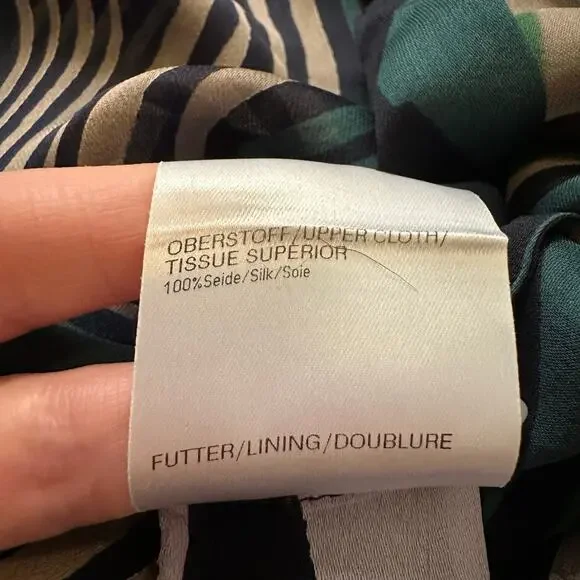 OBERSTOFF/UPPER CLOTH/
TISSUE SUPERIOR
100%Seide/Silk/Soie
FUTTER/LINING/DOUBLURE